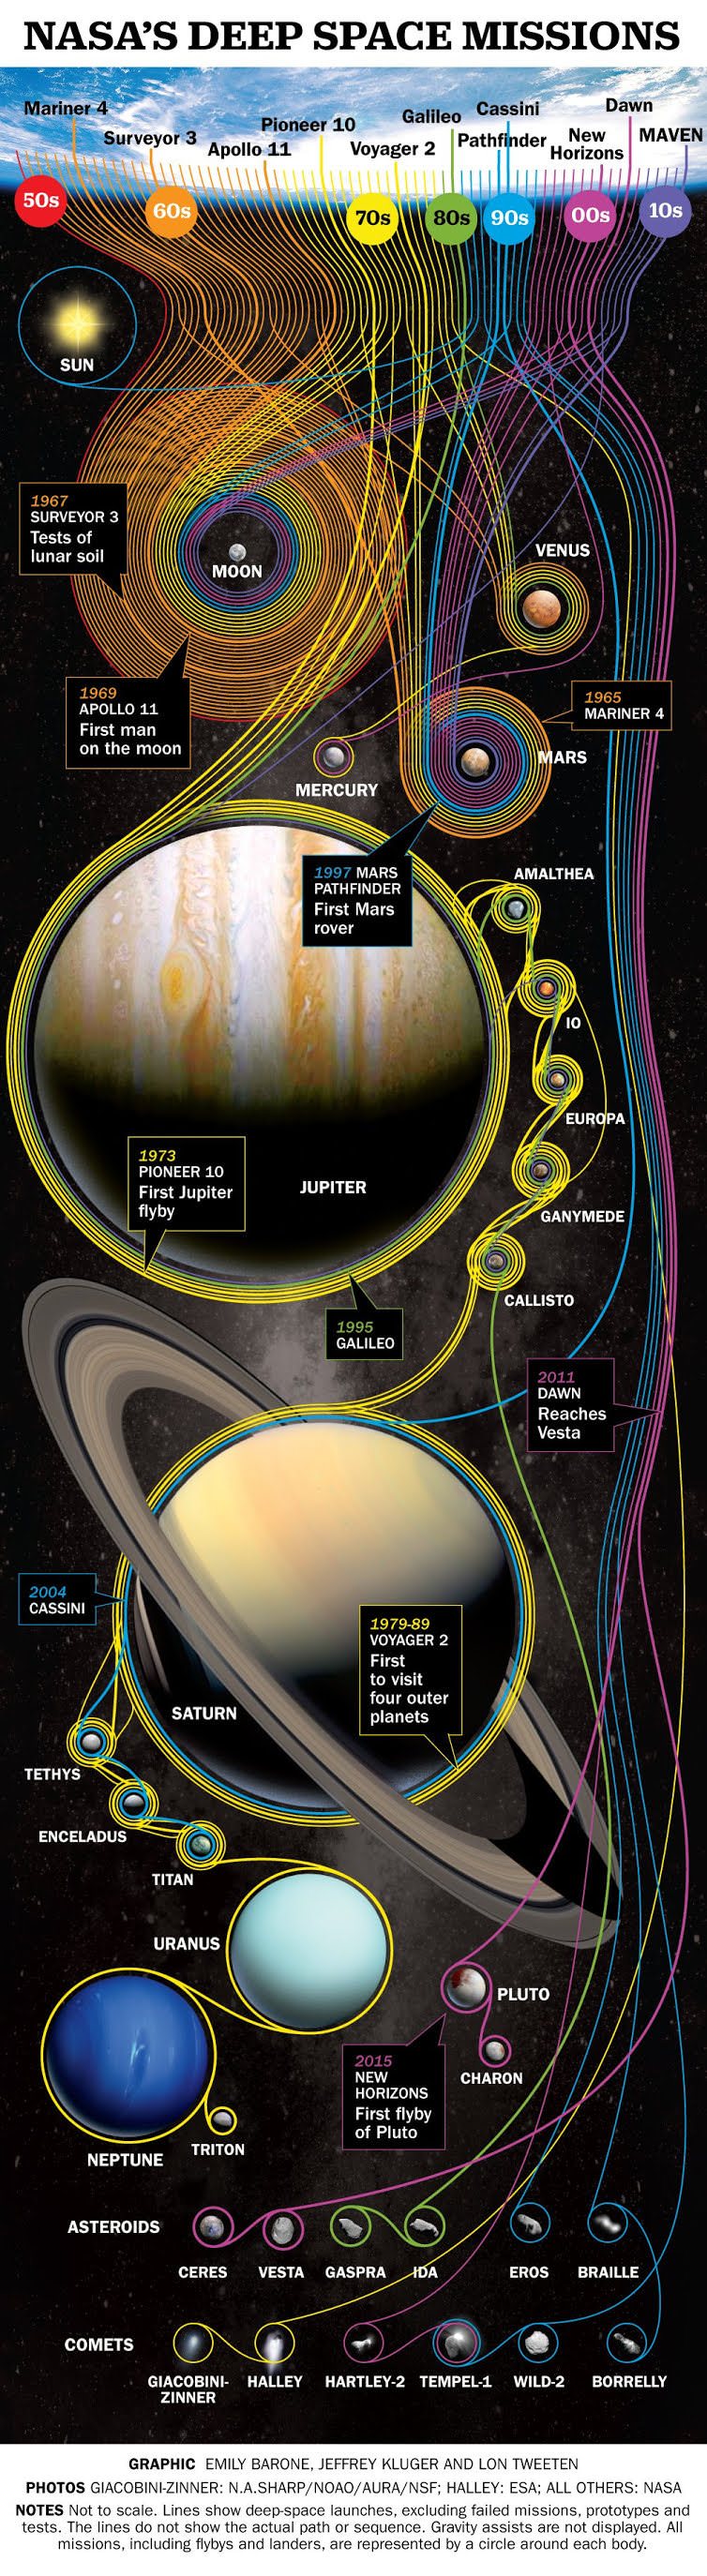 NASA'S DEEP SPACE MISSIONS
Mariner 4
Surveyor 3
Apollo 11
Pioneer 10
Voyager 2
Galileo
Cassini
Pathfinder
New
Horizons
Dawn
MAVEN
50s
60s
70s
80s
90s
00s
10s
SUN
1967
SURVEYOR 3
Tests of
lunar soil
MOON
VENUS
1969
APOLLO 11
First man
on the moon
1965
MARINER 4
MARS
MERCURY
1997 MARS
PATHFINDER
First Mars
rover
AMALTHEA
IO
EUROPA
1973
PIONEER 10
First Jupiter
flyby
JUPITER
GANYMEDE
CALLISTO
1995
GALILEO
2011
DAWN
Reaches
Vesta
2004
CASSINI
1979-89
VOYAGER 2
First
to visit
four outer
planets
SATURN
TETHYS
ENCELADUS
TITAN
URANUS
PLUTO
2015
NEW
HORIZONS
First flyby
of Pluto
CHARON
NEPTUNE
TRITON
ASTEROIDS
CERES
VESTA
GASPRA
IDA
EROS
BRAILLE
COMETS
GIACOBINI-
ZINNER
HALLEY
HARTLEY-2
TEMPEL-1
WILD-2
BORRELLY
GRAPHIC EMILY BARONE, JEFFREY KLUGER AND LON TWEETEN
PHOTOS GIACOBINI-ZINNER: N.A.SHARP/NOAO/AURA/NSF; HALLEY: ESA; ALL OTHERS: NASA
NOTES Not to scale. Lines show deep-space launches, excluding failed missions, prototypes and
tests. The lines do not show the actual path or sequence. Gravity assists are not displayed. All
missions, including flybys and landers, are represented by a circle around each body.